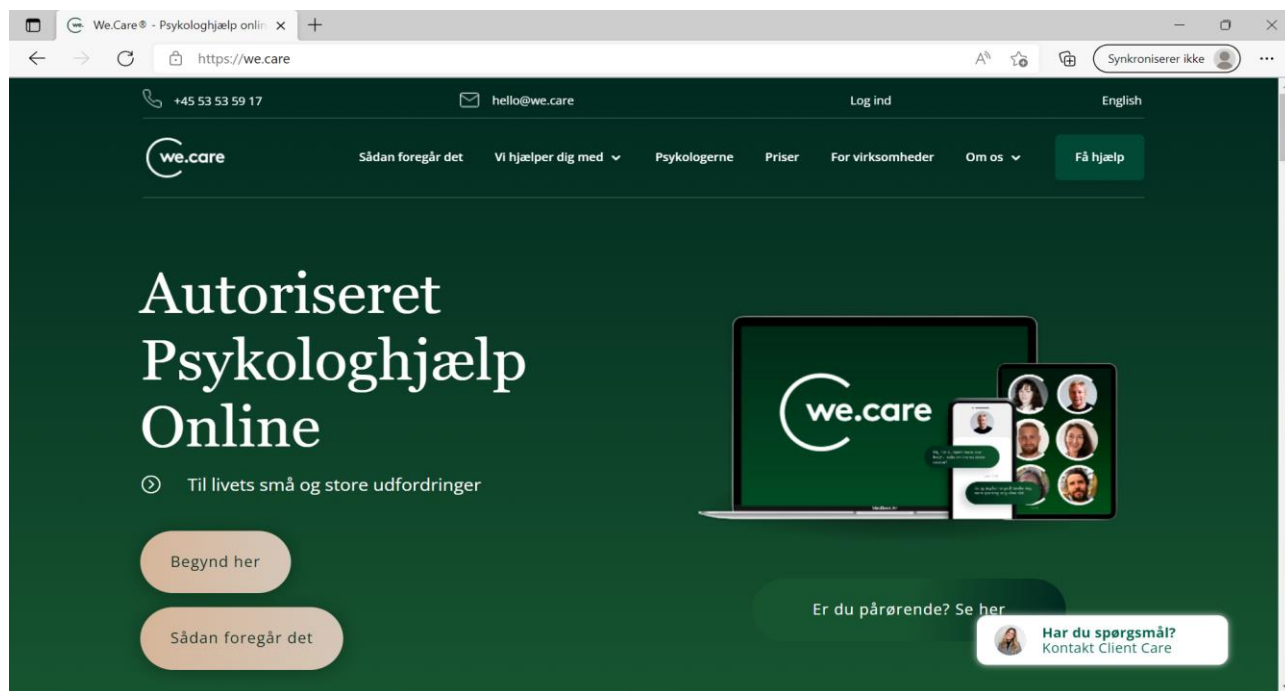 We.Care® - Psykologhjælp onlin
https://we.care
Synkroniserer ikke
+45 53 53 59 17
hello@we.care
Log ind
English
we.care
Sådan foregår det
Vi hjælper dig med
Psykologerne
Priser
For virksomheder
Om os
Få hjælp
Autoriseret
Psykologhjælp
Online
Til livets små og store udfordringer
Begynd her
Sådan foregår det
we.care
Er du pårørende? Se her
Har du spørgsmål?
Kontakt Client Care